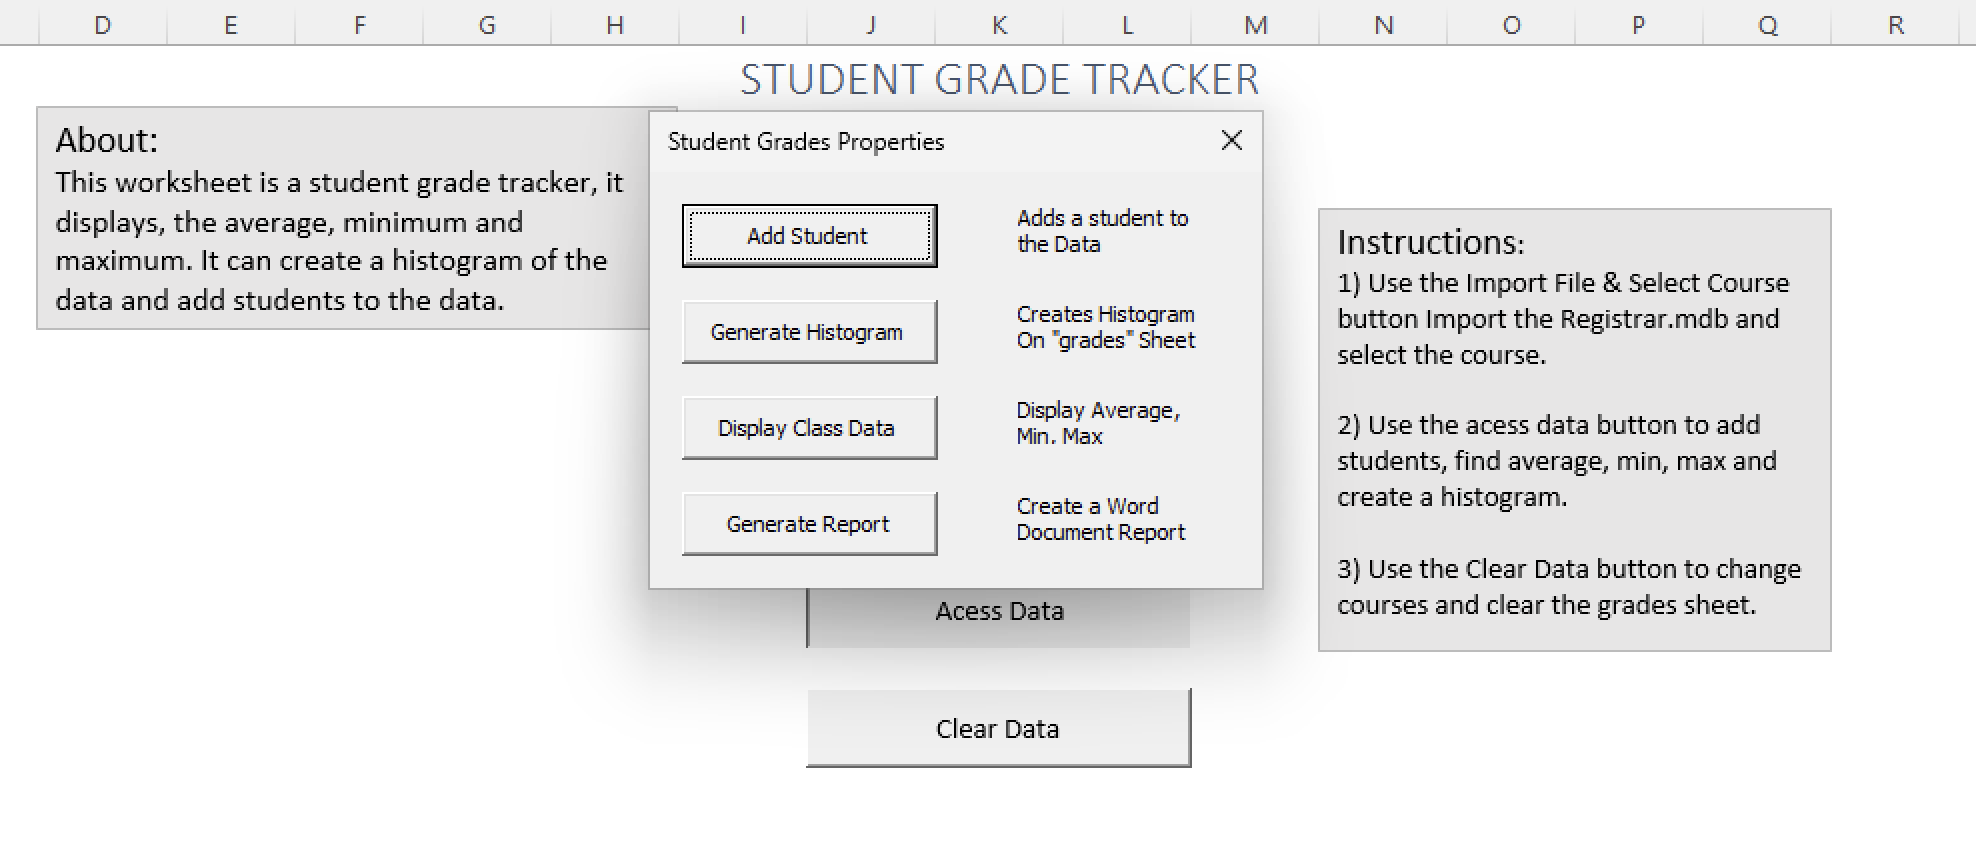 D E F G H I J K L M N O P Q R
STUDENT GRADE TRACKER
About:
This worksheet is a student grade tracker, it
displays, the average, minimum and
maximum. It can create a histogram of the
data and add students to the data.
Student Grades Properties
Add Student
Adds a student to
the Data
Generate Histogram
Creates Histogram
On "grades" Sheet
Display Class Data
Display Average,
Min. Max
Generate Report
Create a Word
Document Report
Acess Data
Clear Data
Instructions:
1) Use the Import File & Select Course
button Import the Registrar.mdb and
select the course.
2) Use the acess data button to add
students, find average, min, max and
create a histogram.
3) Use the Clear Data button to change
courses and clear the grades sheet.